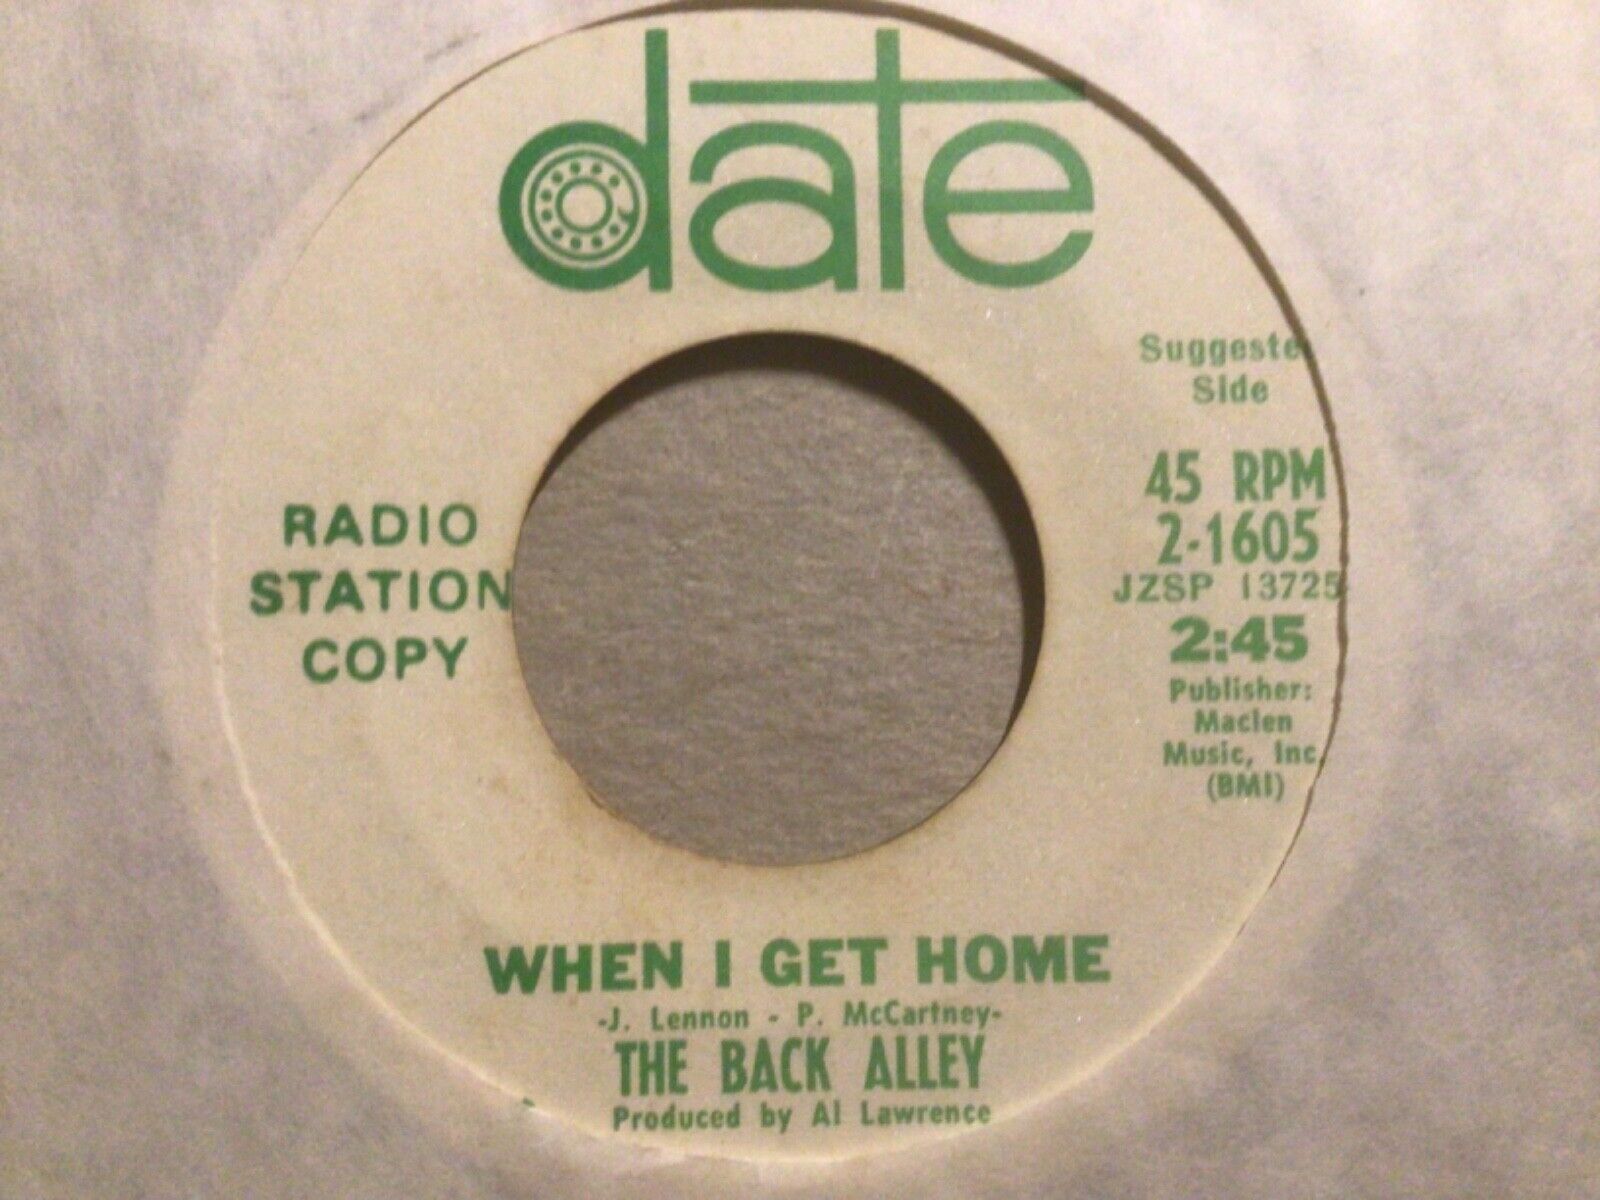 date
Suggeste
Side
45 RPM
2-1605
JZSP 13725
2:45
Publisher:
Maclen
Music, Inc.
(BMI)
RADIO
STATION
COPY
WHEN I GET HOME
-J. Lennon - P. McCartney-
THE BACK ALLEY
Produced by Al Lawrence